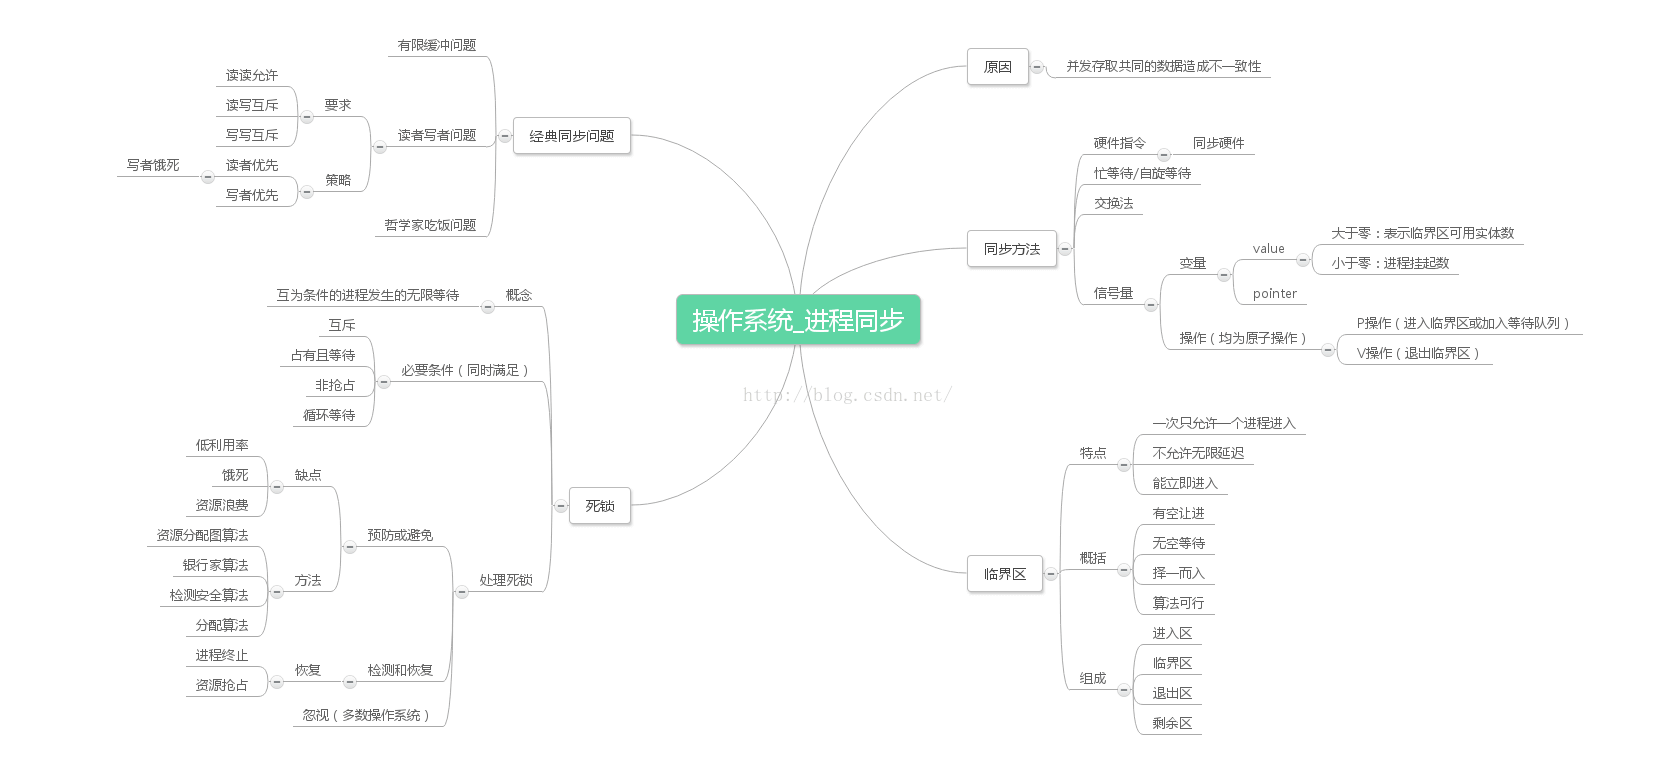 操作系统_进程同步
原因
并发存取共同的数据造成不一致性
同步方法
硬件指令
同步硬件
忙等待/自旋等待
交换法
信号量
变量
value
大于零：表示临界区可用实体数
小于零：进程挂起数
pointer
操作（均为原子操作）
P操作（进入临界区或加入等待队列）
V操作（退出临界区）
临界区
特点
一次只允许一个进程进入
不允许无限延迟
能立即进入
概括
有空让进
无空等待
择一而入
算法可行
组成
进入区
临界区
退出区
剩余区
经典同步问题
有限缓冲问题
读者写者问题
要求
读读允许
读写互斥
写写互斥
策略
读者优先
写者饿死
写者优先
哲学家吃饭问题
死锁
概念
互为条件的进程发生的无限等待
必要条件（同时满足）
互斥
占有且等待
非抢占
循环等待
处理死锁
预防或避免
缺点
低利用率
饿死
资源浪费
方法
资源分配图算法
银行家算法
检测安全算法
分配算法
检测和恢复
恢复
进程终止
资源抢占
忽视（多数操作系统）
http://blog.csdn.net/